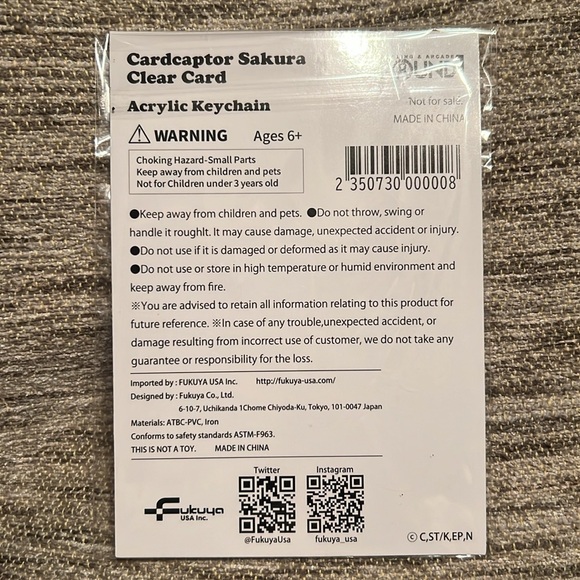 Cardcaptor Sakura
Clear Card
Acrylic Keychain
Not for sale
MADE IN CHINA
WARNING Ages 6+
Choking Hazard-Small Parts
Keep away from children and pets
Not for Children under 3 years old
2 350730 000008
●Keep away from children and pets. ●Do not throw, swing or
handle it roughlt. It may cause damage, unexpected accident or injury.
●Do not use if it is damaged or deformed as it may cause injury.
●Do not use or store in high temperature or humid environment and
keep away from fire.
※You are advised to retain all information relating to this product for
future reference. ※In case of any trouble,unexpected accident, or
damage resulting from incorrect use of customer, we do not take any
guarantee or responsibility for the loss.
Imported by : FUKUYA USA Inc. http://fukuya-usa.com/
Designed by : Fukuya Co., Ltd.
6-10-7, Uchikanda 1Chome Chiyoda-Ku, Tokyo, 101-0047 Japan
Materials: ATBC-PVC, Iron
Conforms to safety standards ASTM-F963.
THIS IS NOT A TOY. MADE IN CHINA
Twitter Instagram
Fukuya
USA Inc.
@FukuyaUsa fukuya_usa
© C,ST/K,EP,N